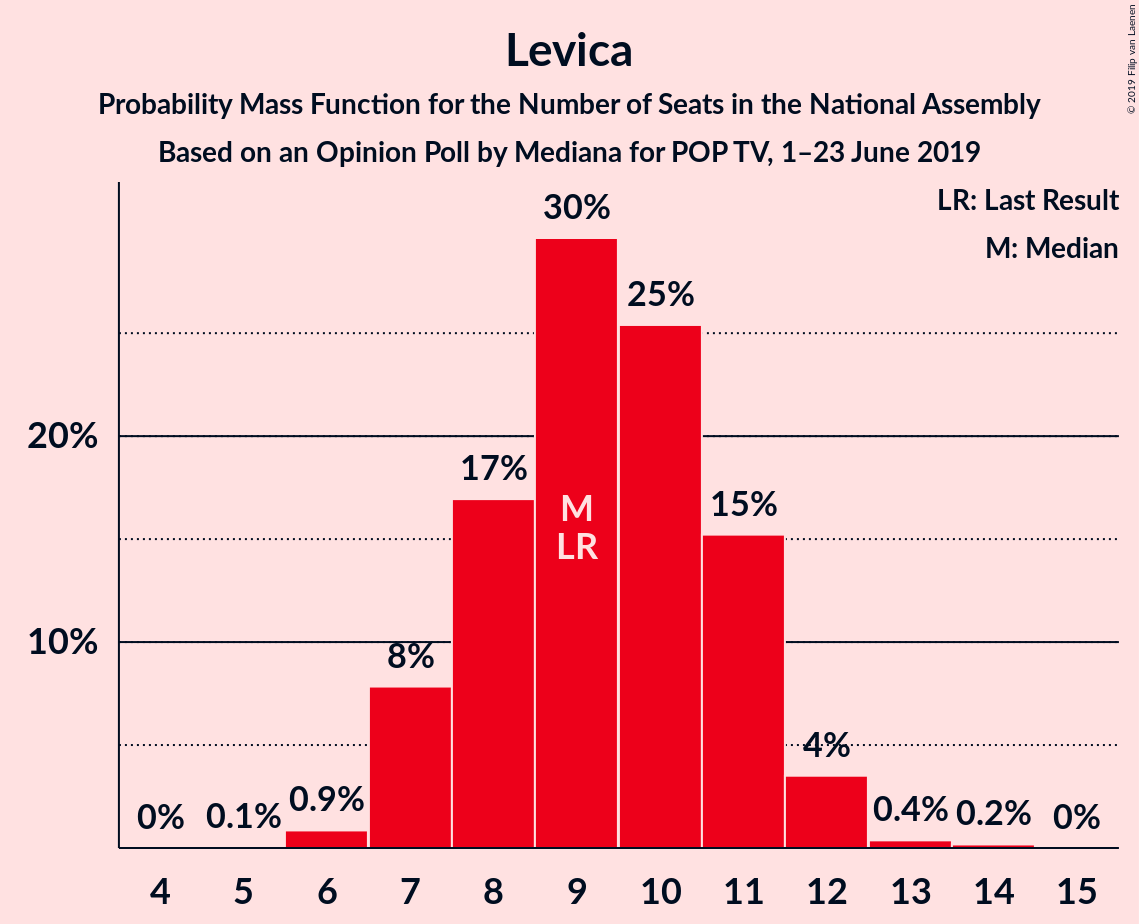 Levica
Probability Mass Function for the Number of Seats in the National Assembly
Based on an Opinion Poll by Mediana for POP TV, 1–23 June 2019
© 2019 Filip van Laenen
LR: Last Result
M: Median
20%
10%
0%
0.1%
0.9%
8%
17%
30%
25%
15%
4%
0.4%
0.2%
0%
M
LR
4 5 6 7 8 9 10 11 12 13 14 15